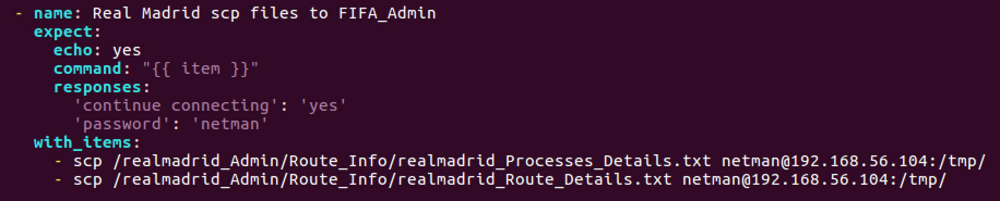 - name: Real Madrid scp files to FIFA_Admin
  expect:
    echo: yes
    command: "{{ item }}"
    responses:
      'continue connecting': 'yes'
      'password': 'netman'
  with_items:
    - scp /realmadrid_Admin/Route_Info/realmadrid_Processes_Details.txt netman@192.168.56.104:/tmp/
    - scp /realmadrid_Admin/Route_Info/realmadrid_Route_Details.txt netman@192.168.56.104:/tmp/